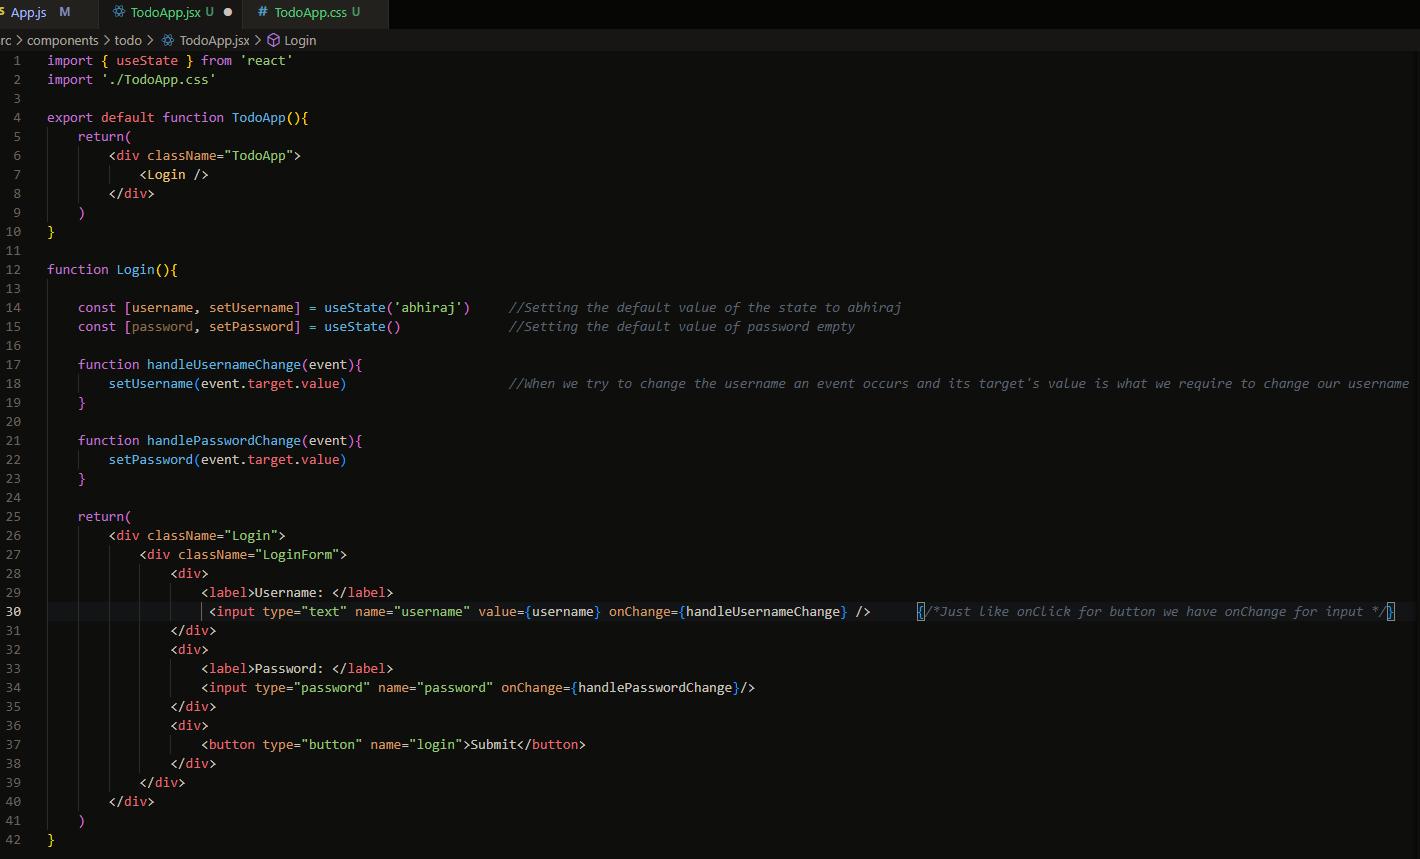 App.js M TodoApp.jsx U TodoApp.css U
components > todo > TodoApp.jsx > Login
1 import { useState } from 'react'
2 import './TodoApp.css'
3
4 export default function TodoApp(){
5 return(
6 <div className="TodoApp">
7 <Login />
8 </div>
9 )
10 }
11
12 function Login(){
13
14 const [username, setUsername] = useState('abhiraj') //Setting the default value of the state to abhiraj
15 const [password, setPassword] = useState() //Setting the default value of password empty
16
17 function handleUsernameChange(event){
18 setUsername(event.target.value) //When we try to change the username an event occurs and its target's value is what we require to change our username
19 }
20
21 function handlePasswordChange(event){
22 setPassword(event.target.value)
23 }
24
25 return(
26 <div className="Login">
27 <div className="LoginForm">
28 <div>
29 <label>Username: </label>
30 <input type="text" name="username" value={username} onChange={handleUsernameChange} /> {/*Just like onClick for button we have onChange for input */}
31 </div>
32 <div>
33 <label>Password: </label>
34 <input type="password" name="password" onChange={handlePasswordChange}/>
35 </div>
36 <div>
37 <button type="button" name="login">Submit</button>
38 </div>
39 </div>
40 </div>
41 )
42 }